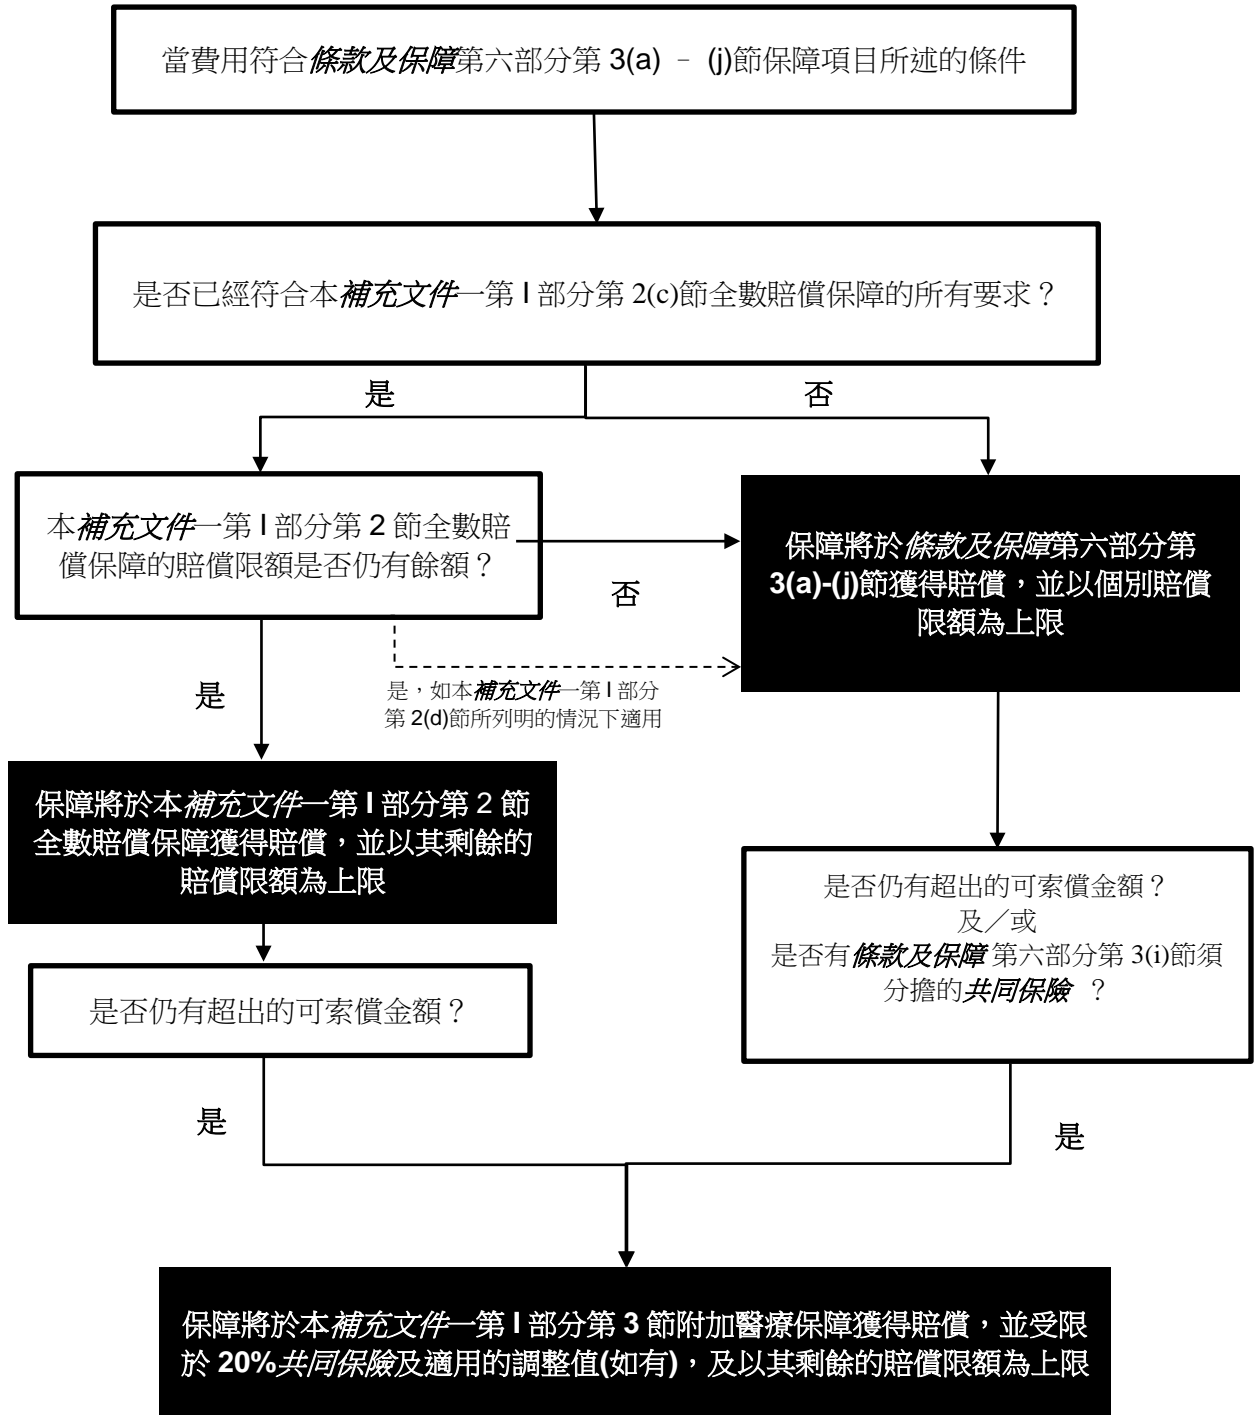 當費用符合條款及保障第六部分第 3(a) – (j)節保障項目所述的條件
是否已經符合本補充文件一第 I 部分第 2(c)節全數賠償保障的所有要求？
是
否
本補充文件一第 I 部分第 2 節全數賠
償保障的賠償限額是否仍有餘額？
否
保障將於條款及保障第六部分第
3(a)-(j)節獲得賠償，並以個別賠償
限額為上限
是
是，如本補充文件一第 I 部分
第 2(d)節所列明的情況下適用
保障將於本補充文件一第 I 部分第 2 節
全數賠償保障獲得賠償，並以其剩餘的
賠償限額為上限
是否仍有超出的可索償金額？
及／或
是否有條款及保障 第六部分第 3(i)節須
分擔的共同保險 ？
是否仍有超出的可索償金額？
是
是
保障將於本補充文件一第 I 部分第 3 節附加醫療保障獲得賠償，並受限
於 20%共同保險及適用的調整值(如有)，及以其剩餘的賠償限額為上限